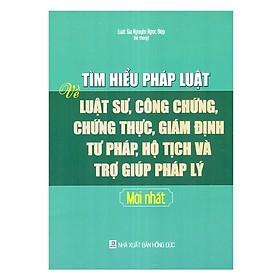 Luật Gia Nguyễn Ngọc Điệp
(hệ thống)
TÌM HIỂU PHÁP LUẬT
Về
LUẬT SƯ, CÔNG CHỨNG,
CHỨNG THỰC, GIÁM ĐỊNH
TƯ PHÁP, HỘ TỊCH VÀ
TRỢ GIÚP PHÁP LÝ
Mới nhất
NHÀ XUẤT BẢN HỒNG ĐỨC